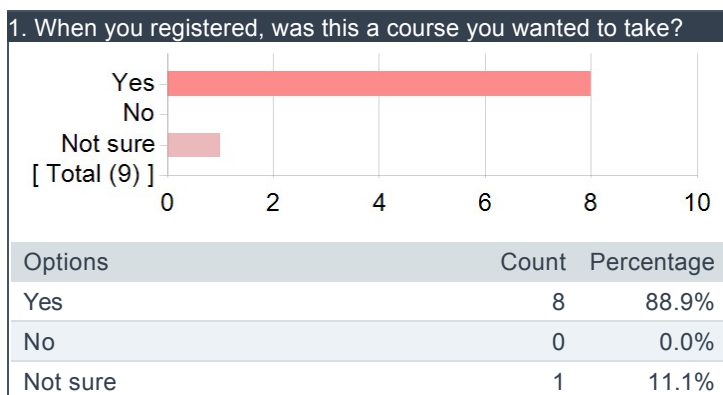 1. When you registered, was this a course you wanted to take?
Yes
No
Not sure
[ Total (9) ]
0 2 4 6 8 10
Options Count Percentage
Yes 8 88.9%
No 0 0.0%
Not sure 1 11.1%